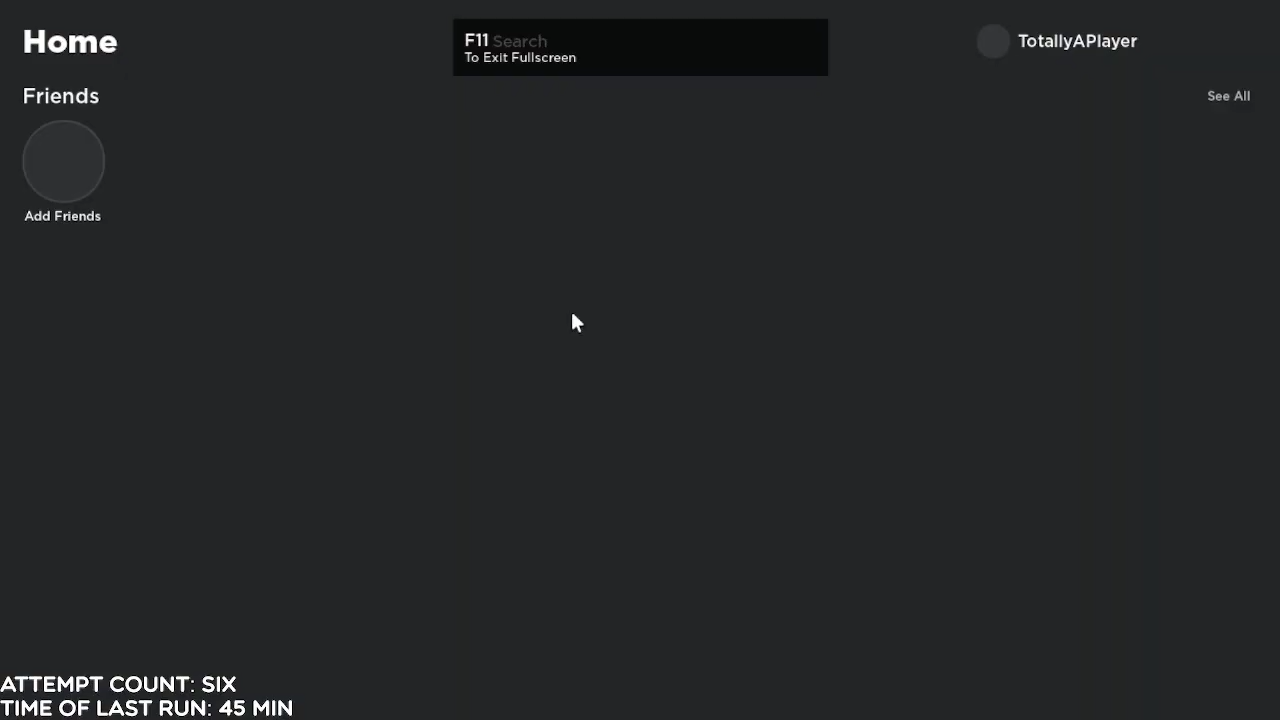 Home
F11 Search
To Exit Fullscreen
TotallyAPlayer
Friends
See All
Add Friends
ATTEMPT COUNT: SIX
TIME OF LAST RUN: 45 MIN